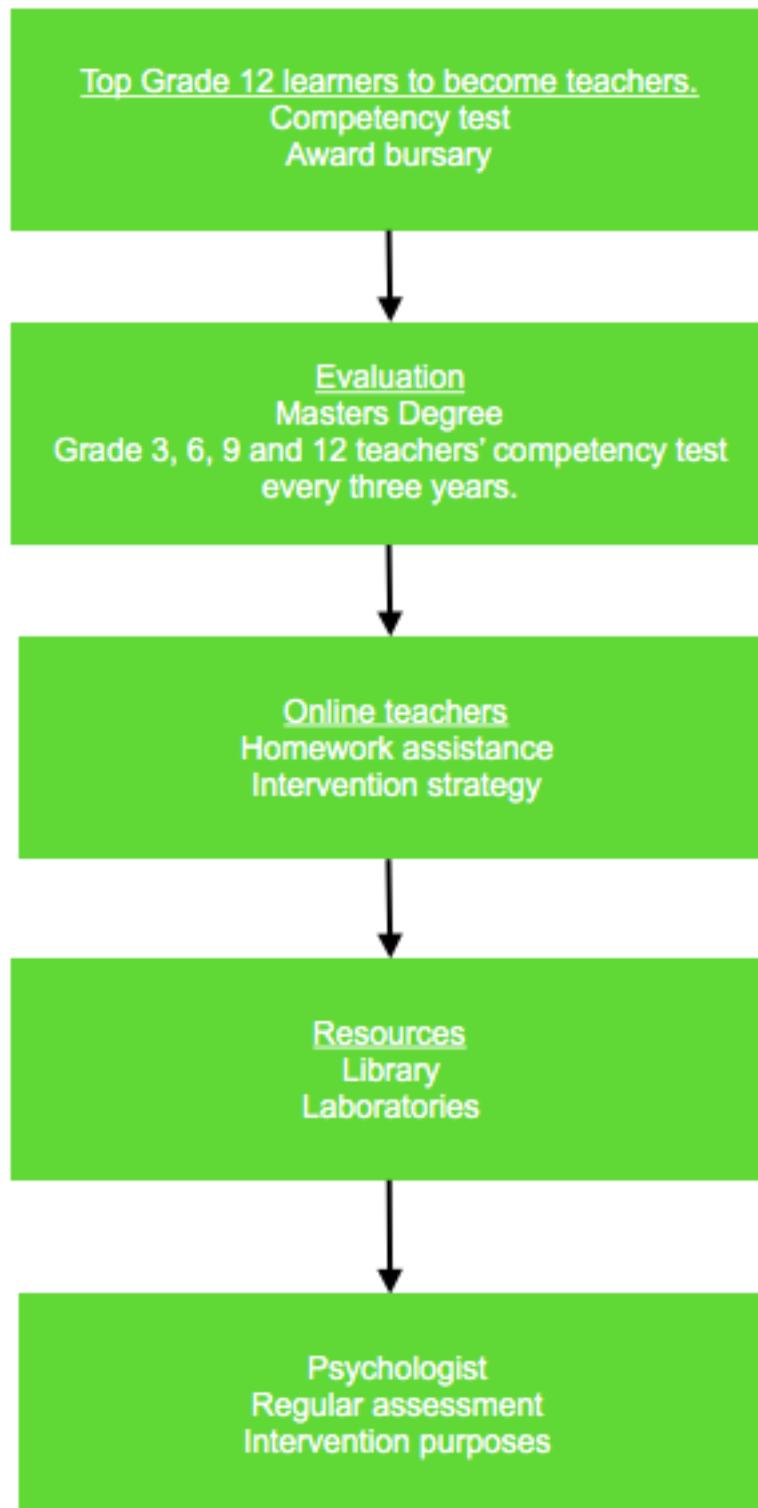 Top Grade 12 learners to become teachers.
Competency test
Award bursary
Evaluation
Masters Degree
Grade 3, 6, 9 and 12 teachers’ competency test
every three years.
Online teachers
Homework assistance
Intervention strategy
Resources
Library
Laboratories
Psychologist
Regular assessment
Intervention purposes